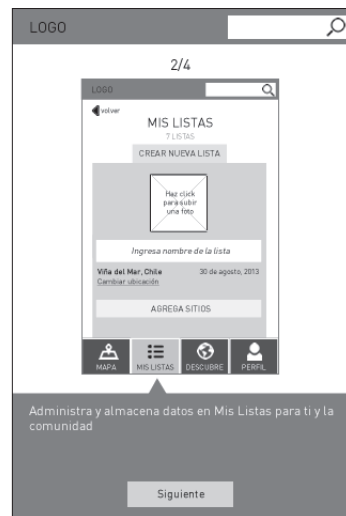 LOGO
2/4
LOGO
volver
MIS LISTAS
7 LISTAS
CREAR NUEVA LISTA
Haz click
para subir
una foto
Ingresa nombre de la lista
Viña del Mar, Chile 30 de agosto, 2013
Cambiar ubicación
AGREGA SITIOS
MAPA MIS LISTAS DESCUBRE PERFIL
Administra y almacena datos en Mis Listas para ti y la
comunidad
Siguiente